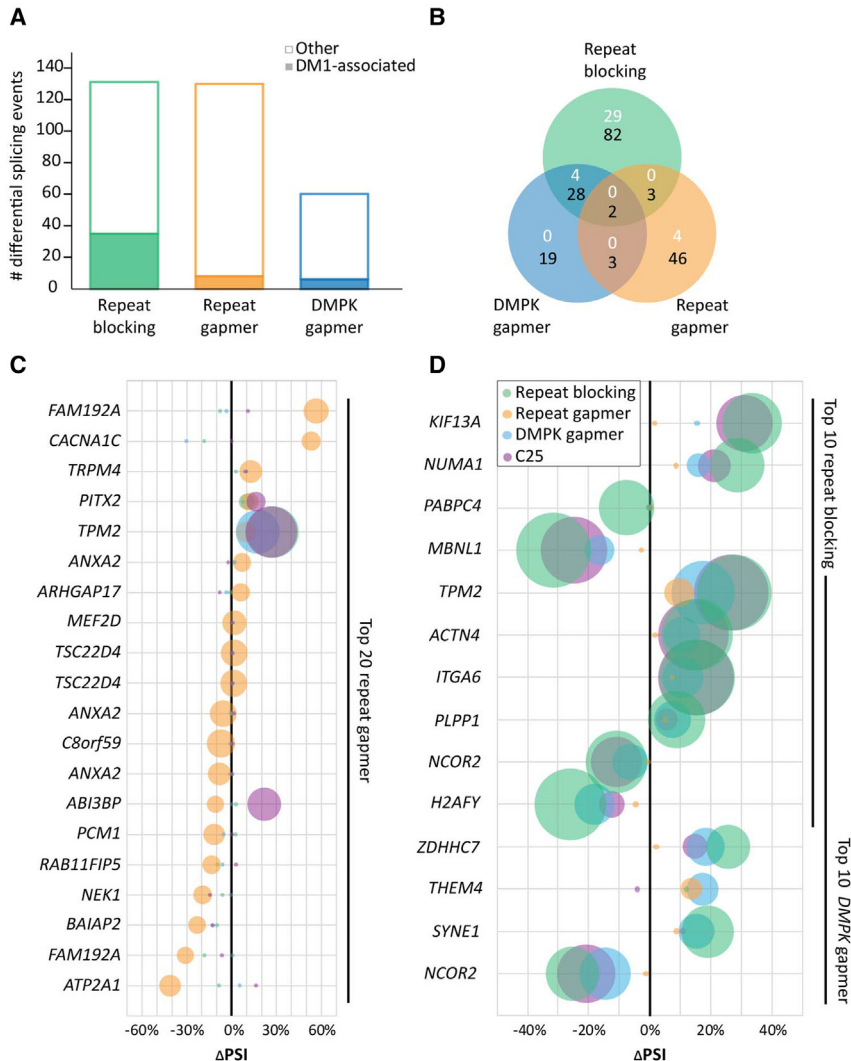 A
# differential splicing events
140
120
100
80
60
40
20
0
Other
DM1-associated
Repeat
blocking
Repeat
gapmer
DMPK
gapmer
B
Repeat
blocking
29
82
4
28
0
2
0
3
0
19
0
3
4
46
DMPK
gapmer
Repeat
gapmer
C
FAM192A
CACNA1C
TRPM4
PITX2
TPM2
ANXA2
ARHGAP17
MEF2D
TSC22D4
TSC22D4
ANXA2
C8orf59
ANXA2
ABI3BP
PCM1
RAB11FIP5
NEK1
BAIAP2
FAM192A
ATP2A1
Top 20 repeat gapmer
-60% -30% 0% 30% 60%
ΔPSI
D
Repeat blocking
Repeat gapmer
DMPK gapmer
C25
KIF13A
NUMA1
PABPC4
MBNL1
TPM2
ACTN4
ITGA6
PLPP1
NCOR2
H2AFY
ZDHHC7
THEM4
SYNE1
NCOR2
Top 10 repeat blocking
Top 10 DMPK gapmer
-40% -20% 0% 20% 40%
ΔPSI